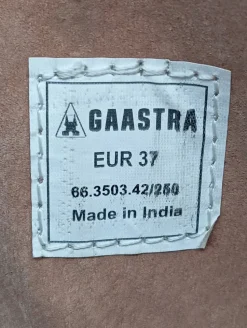 GAASTRA
EUR 37
66.3503.42/250
Made in India